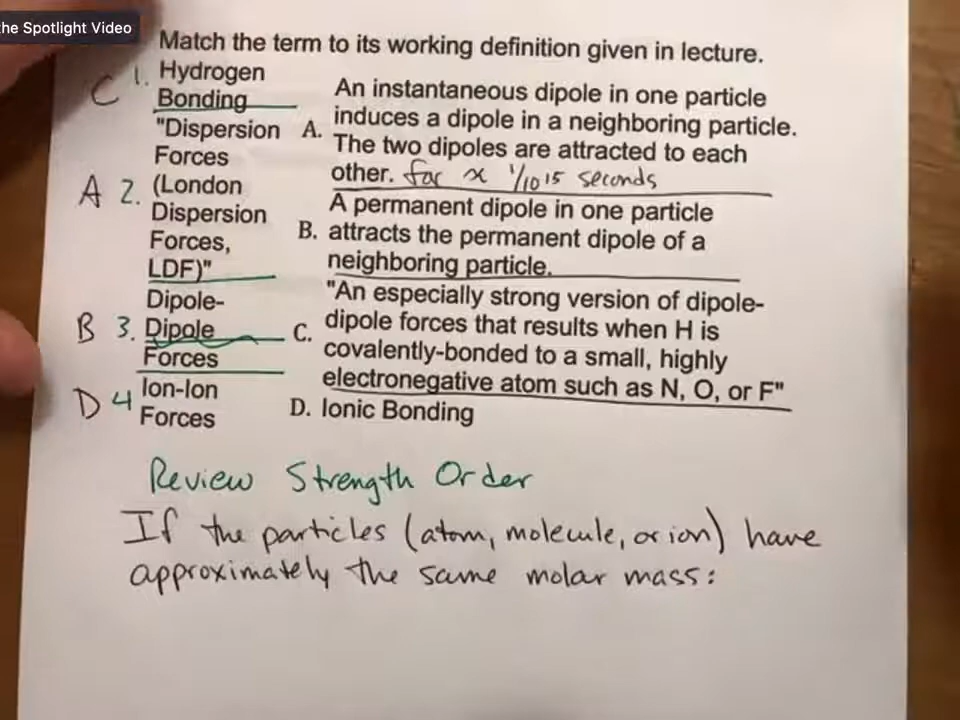 the Spotlight Video
Match the term to its working definition given in lecture.
C 1. Hydrogen
Bonding
"Dispersion
Forces
A 2. (London
Dispersion
Forces,
LDF)"
Dipole-
B 3. Dipole
Forces
D 4 Ion-Ion
Forces
An instantaneous dipole in one particle
A. induces a dipole in a neighboring particle.
The two dipoles are attracted to each
other. for x 1/10^15 seconds
A permanent dipole in one particle
B. attracts the permanent dipole of a
neighboring particle.
"An especially strong version of dipole-
C. dipole forces that results when H is
covalently-bonded to a small, highly
electronegative atom such as N, O, or F"
D. Ionic Bonding
Review Strength Order
If the particles (atom, molecule, or ion) have
approximately the same molar mass: